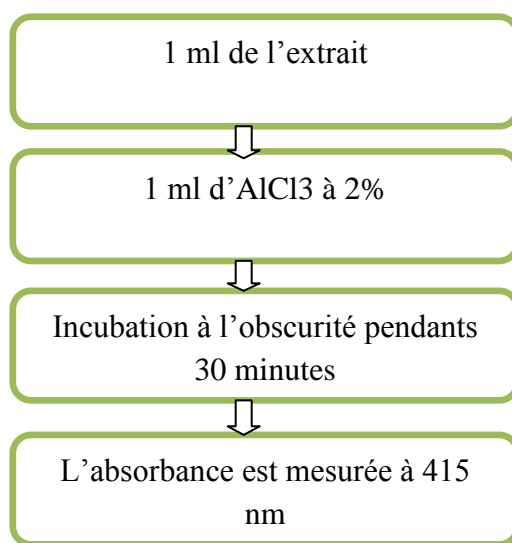 1 ml de l’extrait
1 ml d’AlCl3 à 2%
Incubation à l’obscurité pendants
30 minutes
L’absorbance est mesurée à 415
nm